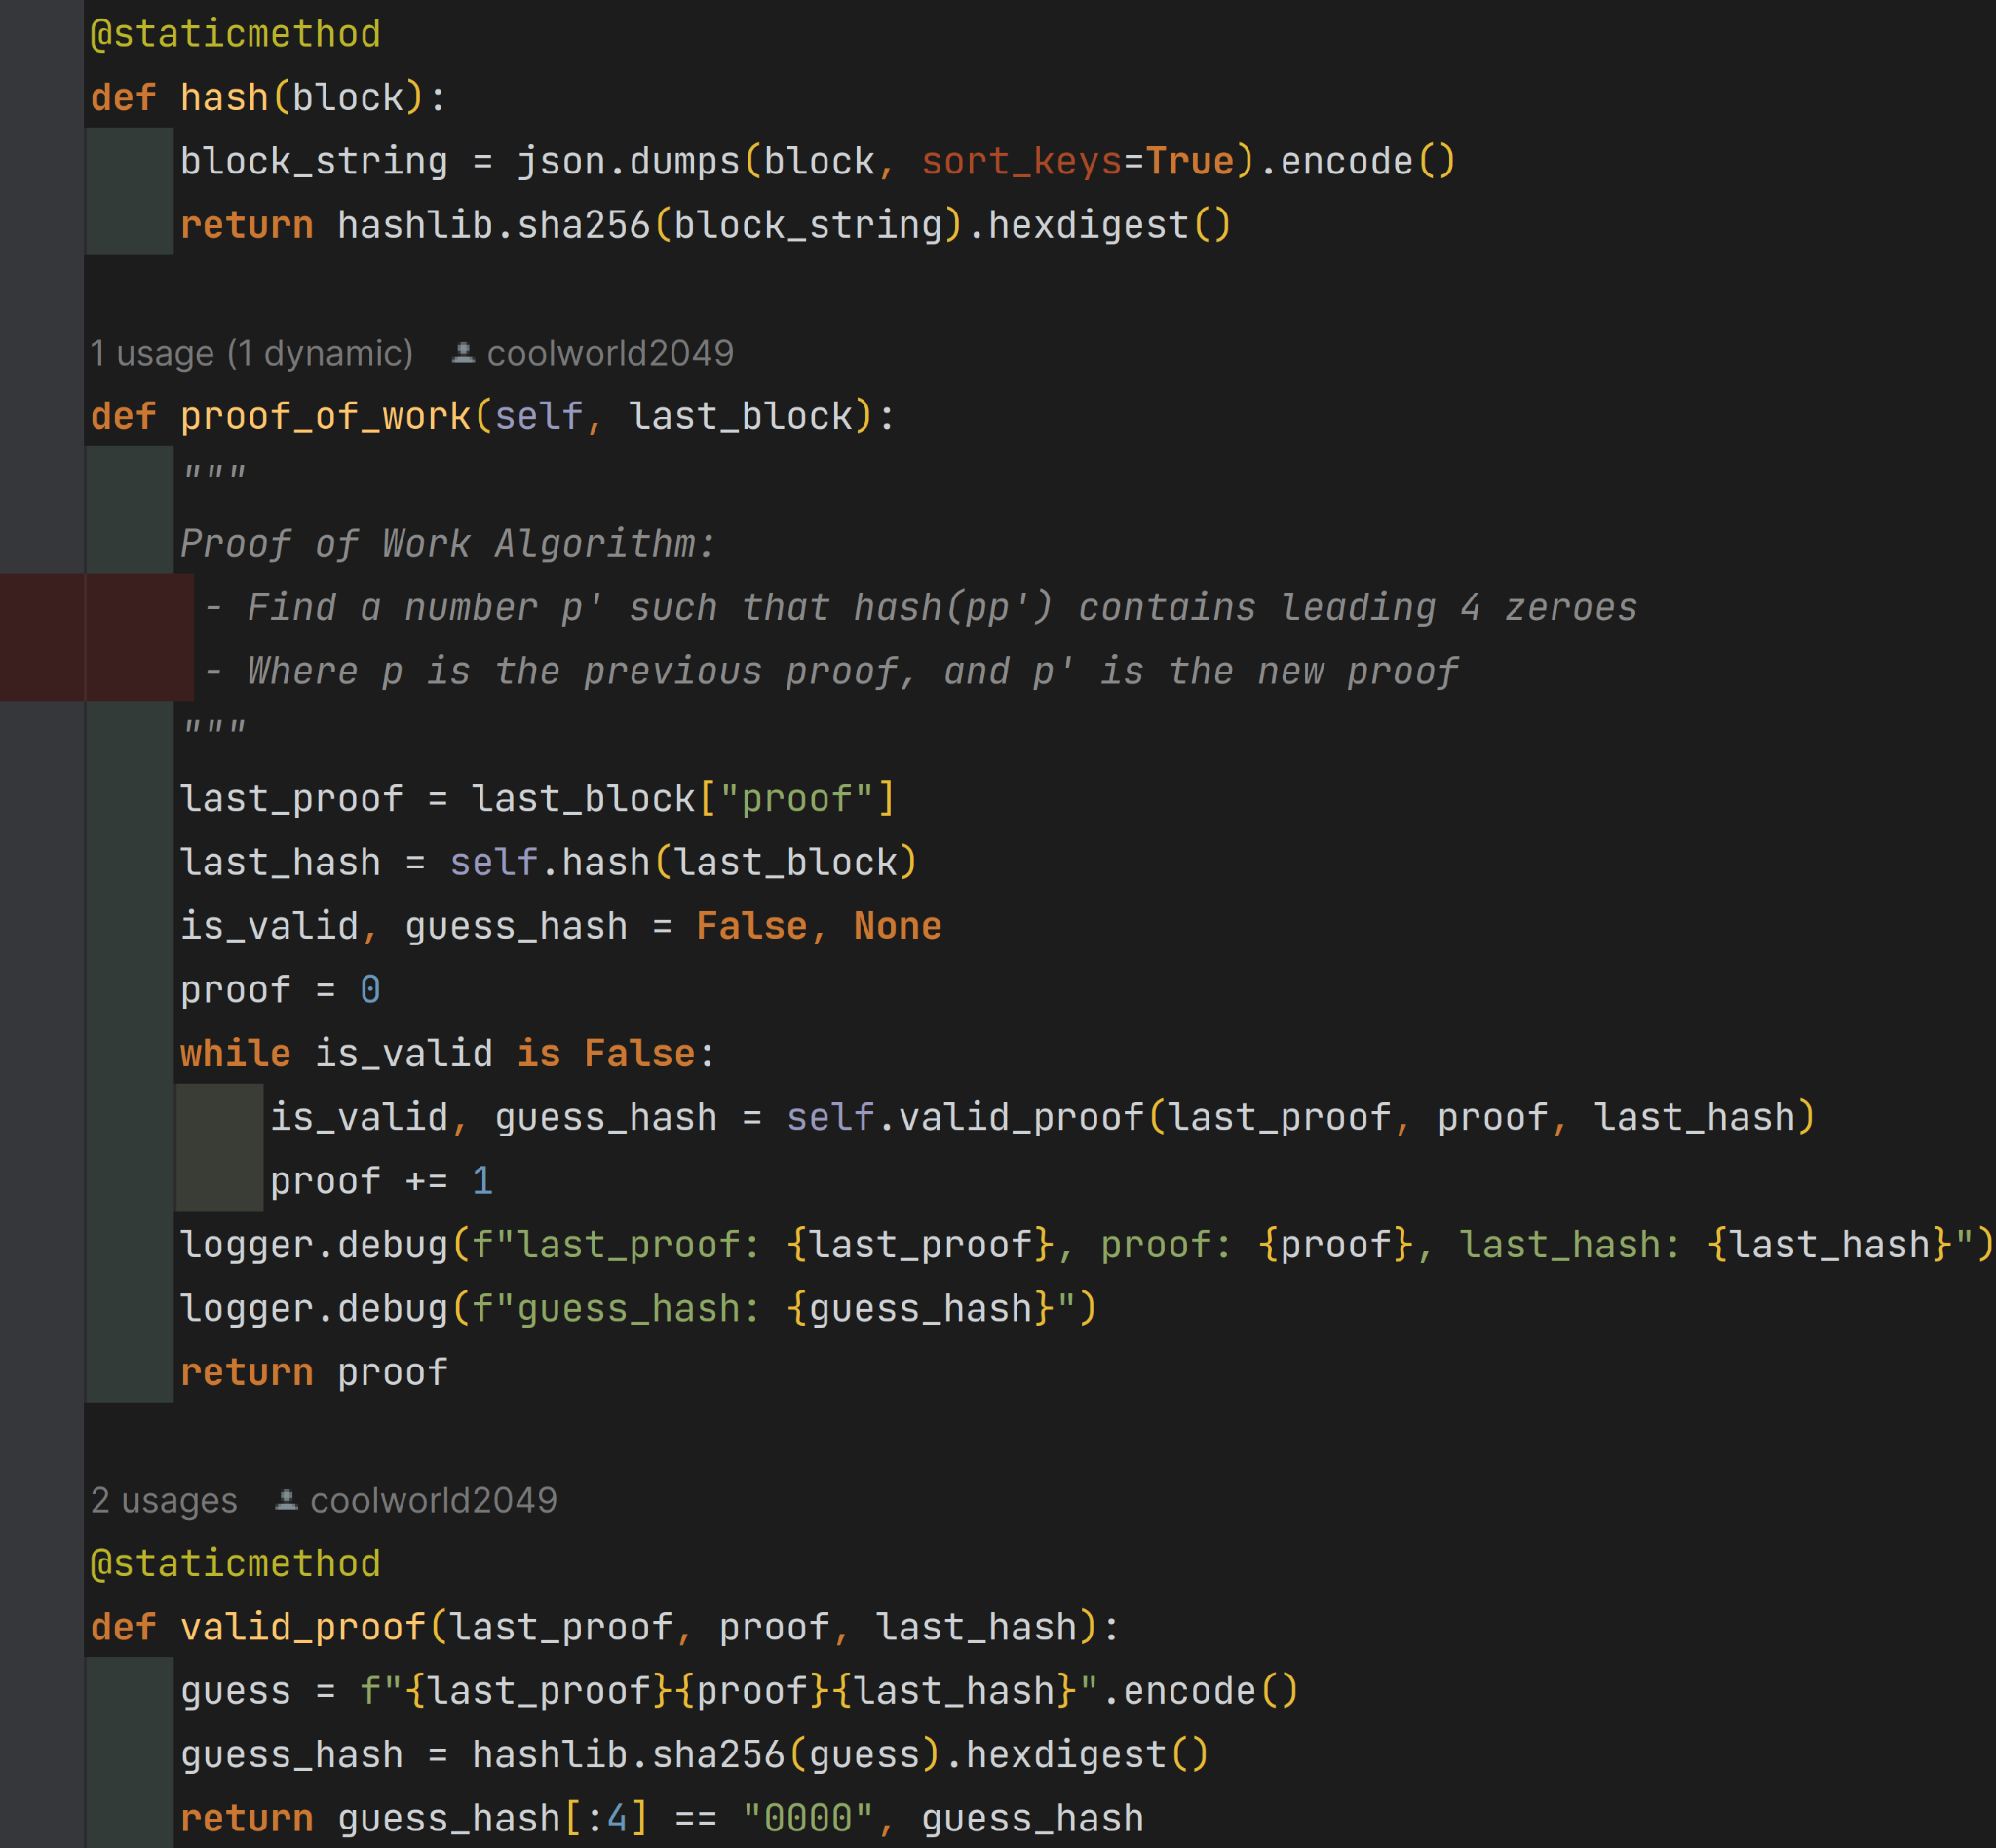 @staticmethod
def hash(block):
    block_string = json.dumps(block, sort_keys=True).encode()
    return hashlib.sha256(block_string).hexdigest()
1 usage (1 dynamic) coolworld2049
def proof_of_work(self, last_block):
    """
    Proof of Work Algorithm:
     - Find a number p' such that hash(pp') contains leading 4 zeroes
     - Where p is the previous proof, and p' is the new proof
    """
    last_proof = last_block["proof"]
    last_hash = self.hash(last_block)
    is_valid, guess_hash = False, None
    proof = 0
    while is_valid is False:
        is_valid, guess_hash = self.valid_proof(last_proof, proof, last_hash)
        proof += 1
    logger.debug(f"last_proof: {last_proof}, proof: {proof}, last_hash: {last_hash}")
    logger.debug(f"guess_hash: {guess_hash}")
    return proof
2 usages coolworld2049
@staticmethod
def valid_proof(last_proof, proof, last_hash):
    guess = f"{last_proof}{proof}{last_hash}".encode()
    guess_hash = hashlib.sha256(guess).hexdigest()
    return guess_hash[:4] == "0000", guess_hash